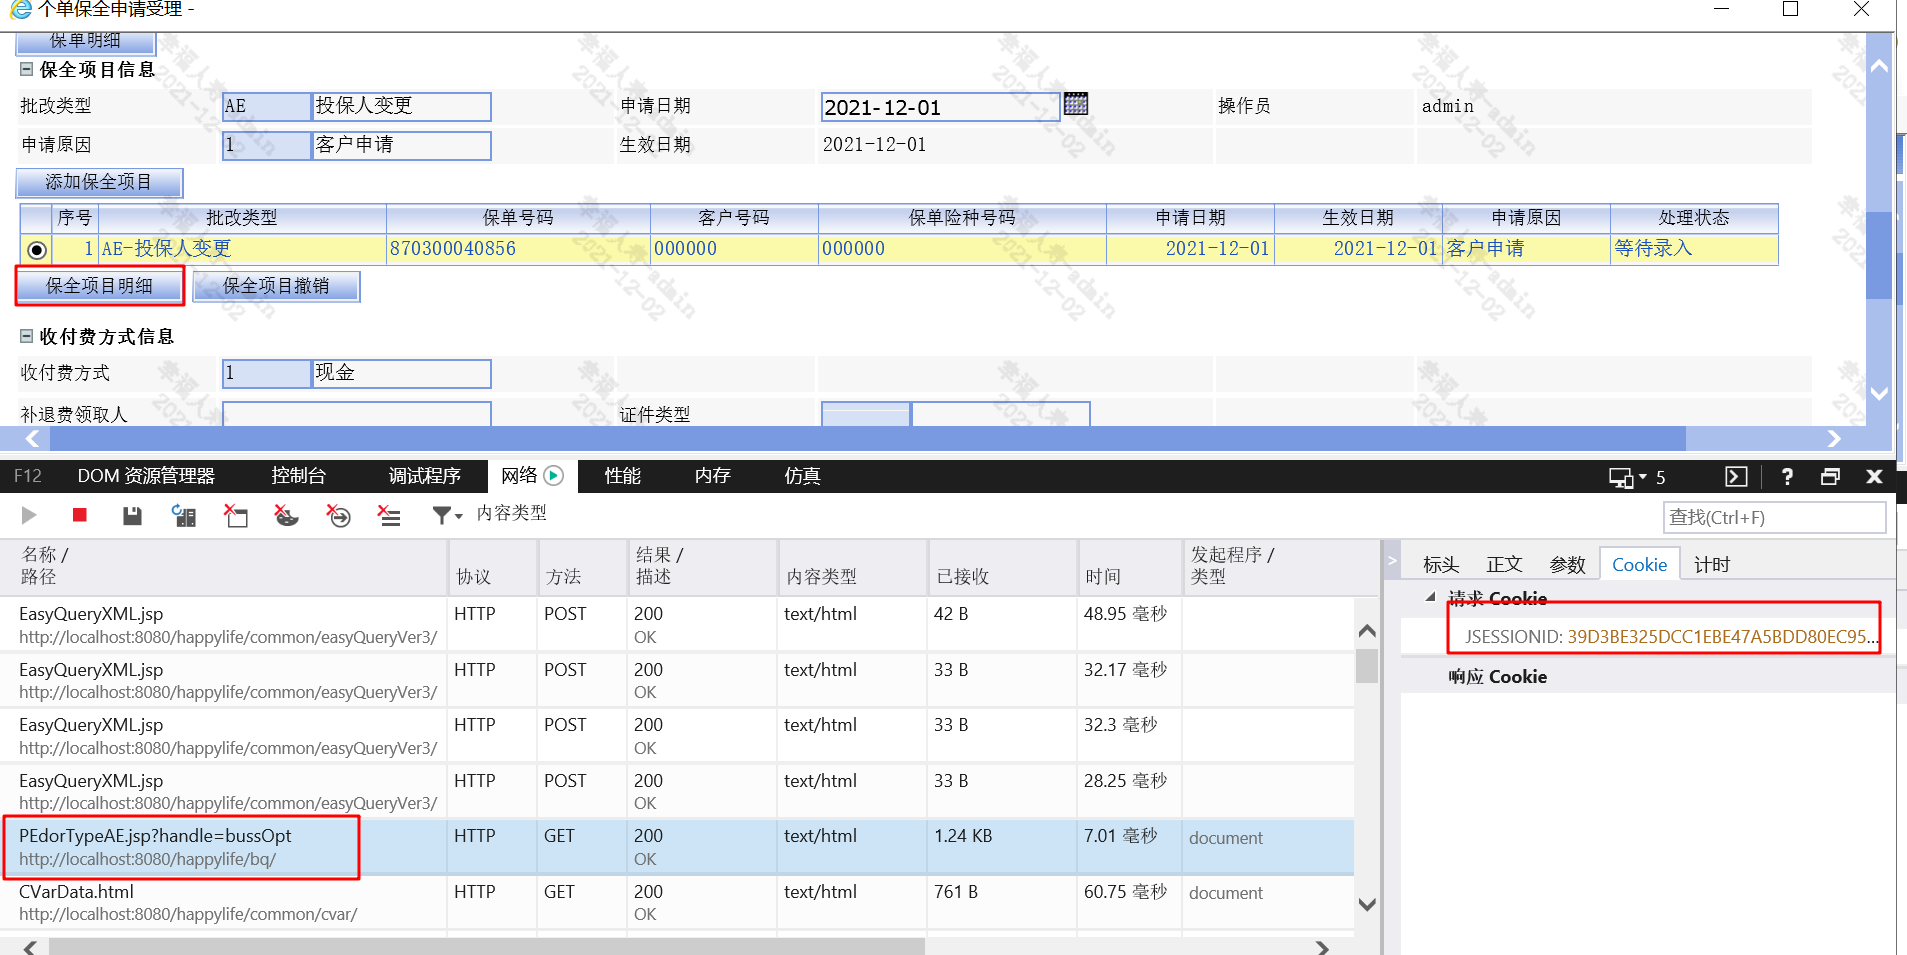 个单保全申请受理 -
保单明细
保全项目信息
批改类型 AE 投保人变更 申请日期 2021-12-01 操作员 admin
申请原因 1 客户申请 生效日期 2021-12-01
添加保全项目
序号 批改类型 保单号码 客户号码 保单险种号码 申请日期 生效日期 申请原因 处理状态
1 AE-投保人变更 870300040856 000000 000000 2021-12-01 2021-12-01 客户申请 等待录入
保全项目明细 保全项目撤销
收付费方式信息
收付费方式 1 现金
补退费领取人 证件类型
幸福人寿-admin
2021-12-02
F12 DOM 资源管理器 控制台 调试程序 网络 性能 内存 仿真 5 ?
内容类型 查找(Ctrl+F)
名称 / 结果 / 发起程序 /
路径 协议 方法 描述 内容类型 已接收 时间 类型
EasyQueryXML.jsp HTTP POST 200 text/html 42 B 48.95 毫秒
http://localhost:8080/happylife/common/easyQueryVer3/ OK
EasyQueryXML.jsp HTTP POST 200 text/html 33 B 32.17 毫秒
http://localhost:8080/happylife/common/easyQueryVer3/ OK
EasyQueryXML.jsp HTTP POST 200 text/html 33 B 32.3 毫秒
http://localhost:8080/happylife/common/easyQueryVer3/ OK
EasyQueryXML.jsp HTTP POST 200 text/html 33 B 28.25 毫秒
http://localhost:8080/happylife/common/easyQueryVer3/ OK
PEdorTypeAE.jsp?handle=bussOpt HTTP GET 200 text/html 1.24 KB 7.01 毫秒 document
http://localhost:8080/happylife/bq/ OK
CVarData.html HTTP GET 200 text/html 761 B 60.75 毫秒 document
http://localhost:8080/happylife/common/cvar/ OK
标头 正文 参数 Cookie 计时
请求 Cookie
JSESSIONID: 39D3BE325DCC1EBE47A5BDD80EC95...
响应 Cookie